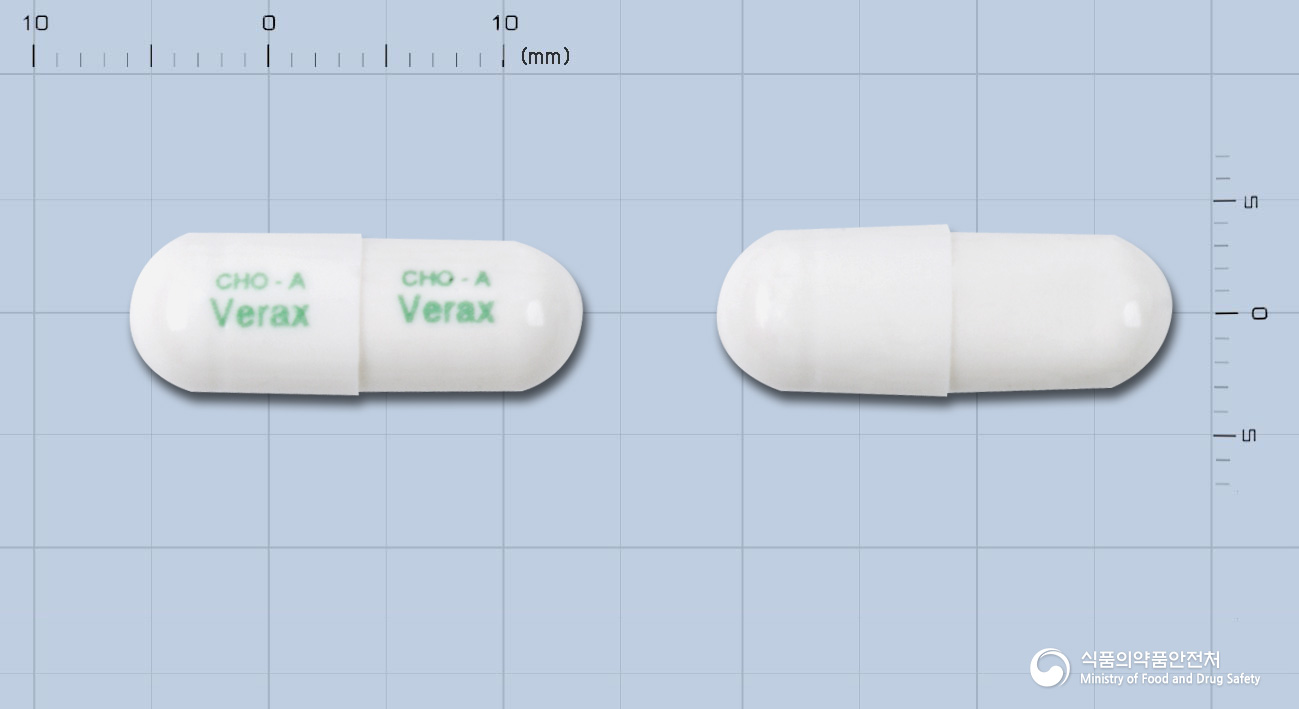 10 0 10
(mm)
CHO - A CHO - A
Verax Verax
5
0
5
식품의약품안전처
Ministry of Food and Drug Safety